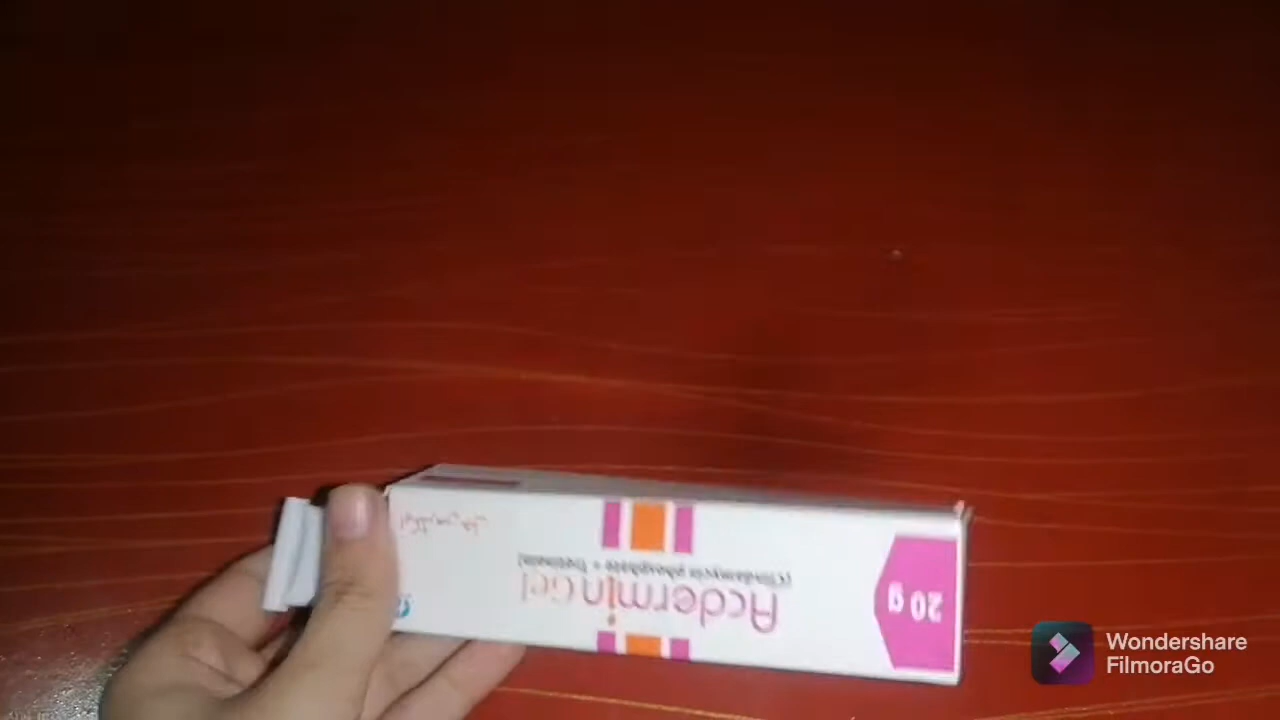 Acdermin Gel
(Clindamycin phosphate + Tretinoin)
20 g
Wondershare
FilmoraGo